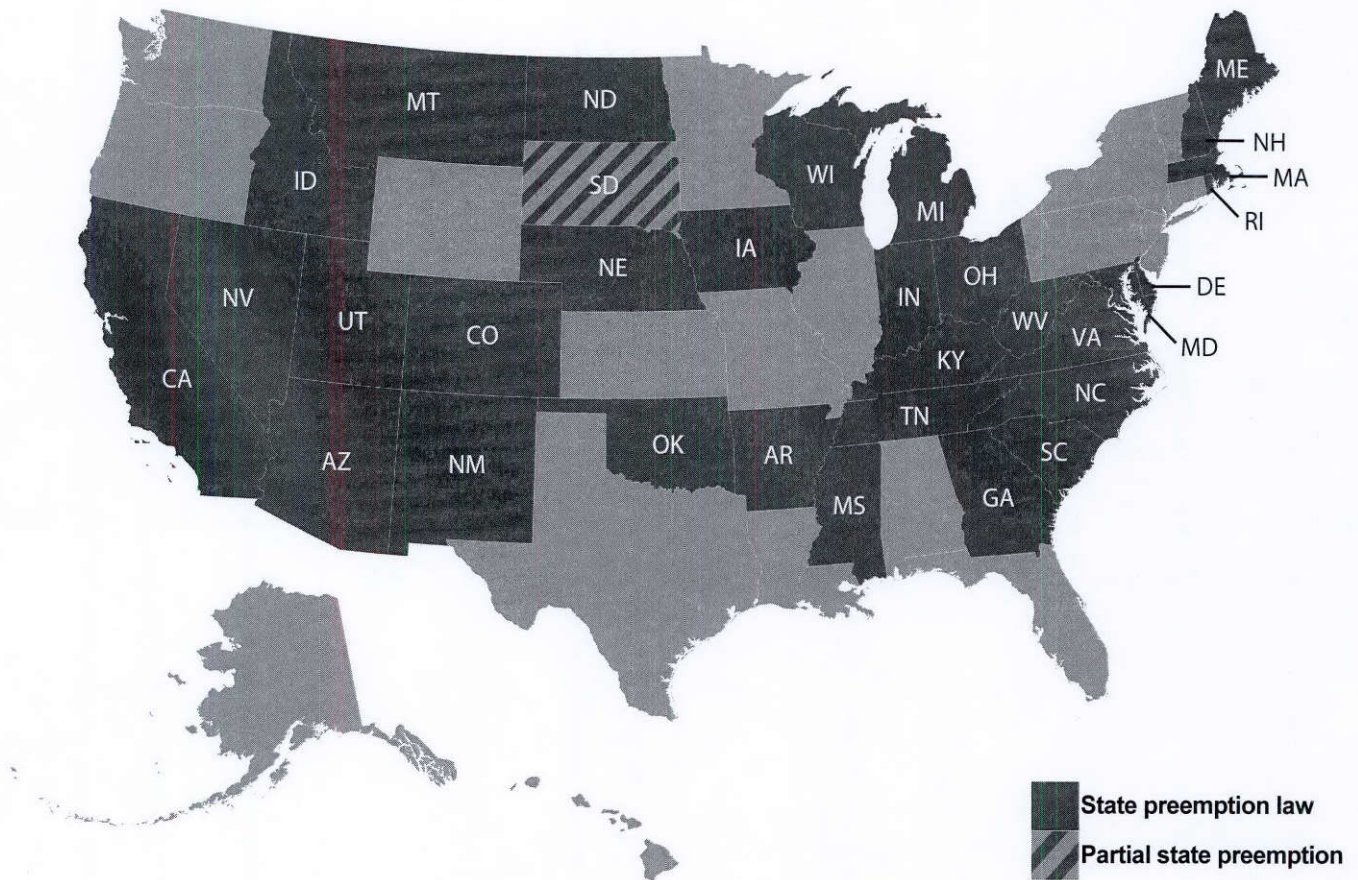 ME
MT
ND
NH
WI
ID
SD
MA
MI
RI
IA
NE
OH
DE
NV
IN
UT
CO
WV
VA
MD
CA
KY
NC
TN
OK
SC
AZ
NM
AR
GA
MS
State preemption law
Partial state preemption